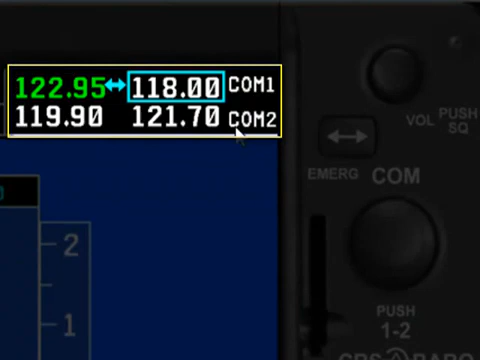 122.95 118.00 COM1
119.90 121.70 COM2
VOL PUSH SQ
EMERG COM
2
1
PUSH
1-2